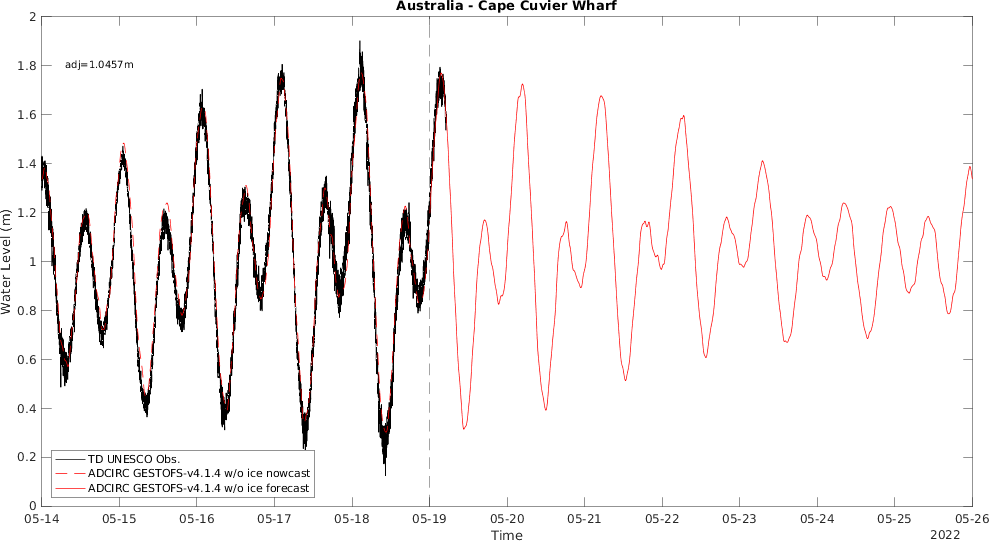 Australia - Cape Cuvier Wharf
adj=1.0457m
Water Level (m)
2
1.8
1.6
1.4
1.2
1
0.8
0.6
0.4
0.2
0
TD UNESCO Obs.
ADCIRC GESTOFS-v4.1.4 w/o ice nowcast
ADCIRC GESTOFS-v4.1.4 w/o ice forecast
05-14 05-15 05-16 05-17 05-18 05-19 05-20 05-21 05-22 05-23 05-24 05-25 05-26
Time
2022